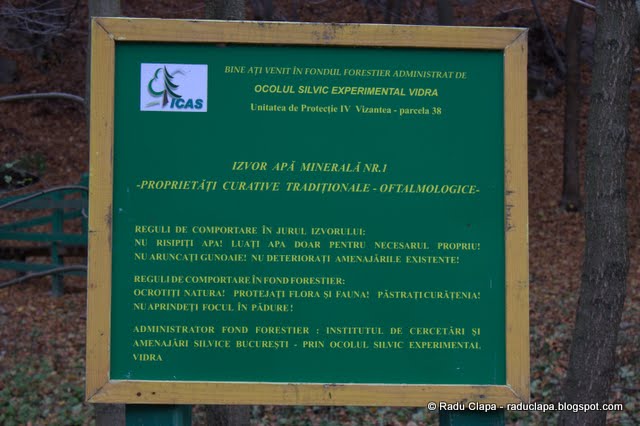 BINE AȚI VENIT ÎN FONDUL FORESTIER ADMINISTRAT DE
ICAS
OCOLUL SILVIC EXPERIMENTAL VIDRA
Unitatea de Protecție IV Vizantea - parcela 38
IZVOR APĂ MINERALĂ NR.1
-PROPRIETĂȚI CURATIVE TRADIȚIONALE - OFTALMOLOGICE-
REGULI DE COMPORTARE ÎN JURUL IZVORULUI:
NU RISIPIȚI APA! LUAȚI APA DOAR PENTRU NECESARUL PROPRIU!
NU ARUNCAȚI GUNOAIE! NU DETERIORAȚI AMENAJĂRILE EXISTENTE!
REGULI DE COMPORTARE ÎN FOND FORESTIER:
OCROTIȚI NATURA! PROTEJAȚI FLORA ȘI FAUNA! PĂSTRAȚI CURĂȚENIA!
NU APRINDEȚI FOCUL ÎN PĂDURE!
ADMINISTRATOR FOND FORESTIER : INSTITUTUL DE CERCETĂRI ȘI
AMENAJĂRI SILVICE BUCUREȘTI - PRIN OCOLUL SILVIC EXPERIMENTAL
VIDRA
© Radu Clapa - raduclapa.blogspot.com